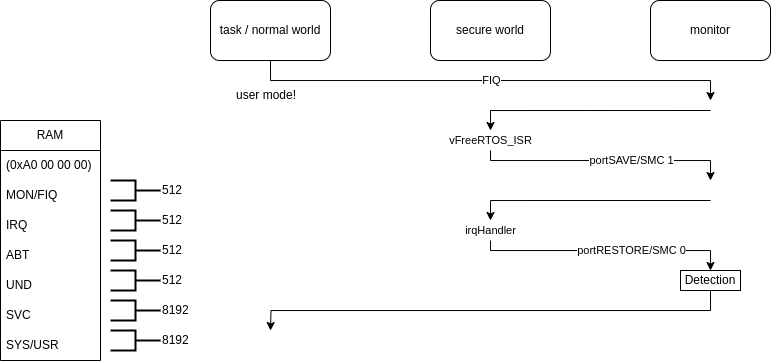 task / normal world
secure world
monitor
FIQ
user mode!
vFreeRTOS_ISR
portSAVE/SMC 1
irqHandler
portRESTORE/SMC 0
Detection
RAM
(0xA0 00 00 00)
MON/FIQ
512
IRQ
512
ABT
512
UND
512
SVC
8192
SYS/USR
8192